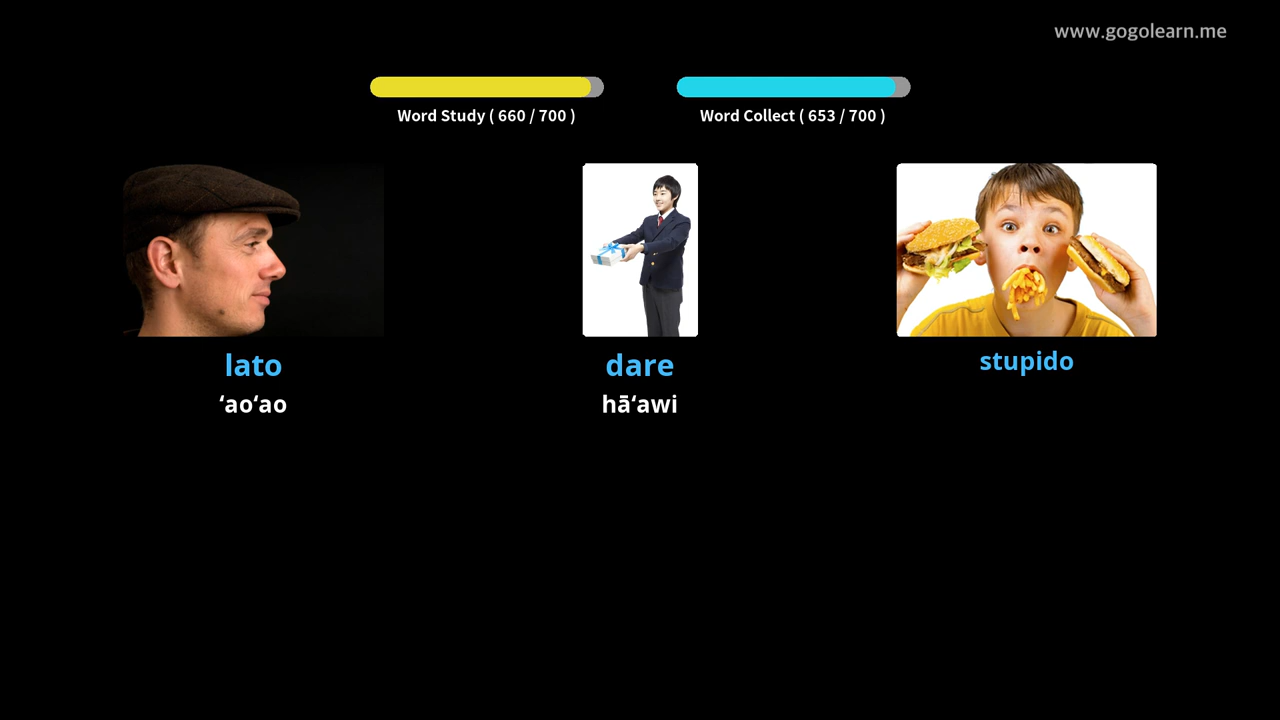 www.gogolearn.me
Word Study ( 660 / 700 )
Word Collect ( 653 / 700 )
lato
ʻaoʻao
dare
hāʻawi
stupido